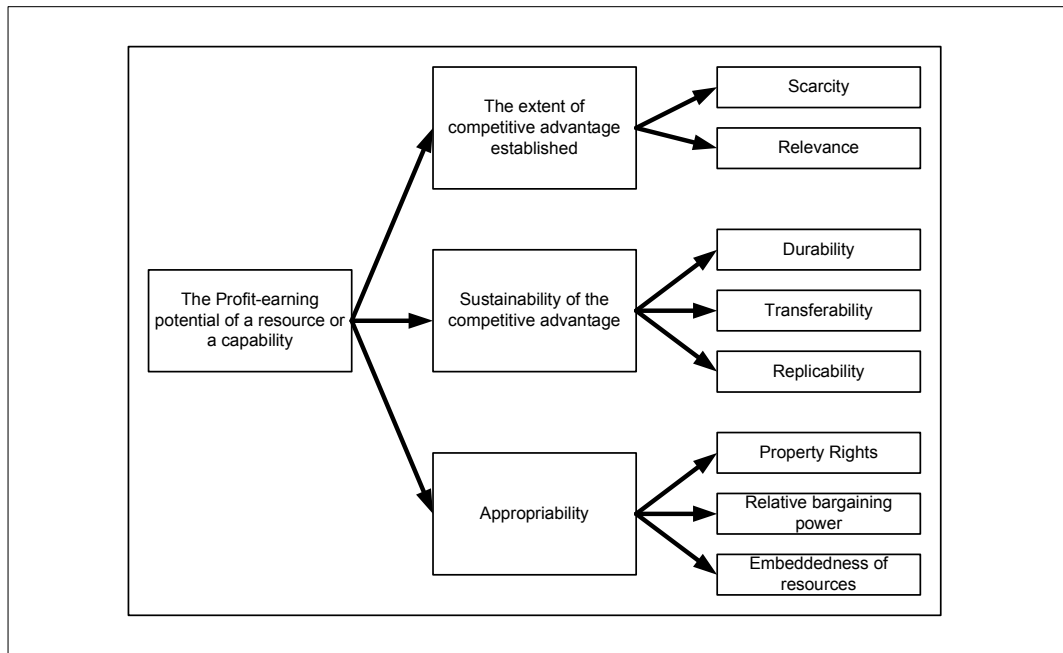 The Profit-earning
potential of a resource or
a capability
The extent of
competitive advantage
established
Scarcity
Relevance
Sustainability of the
competitive advantage
Durability
Transferability
Replicability
Appropriability
Property Rights
Relative bargaining
power
Embeddedness of
resources